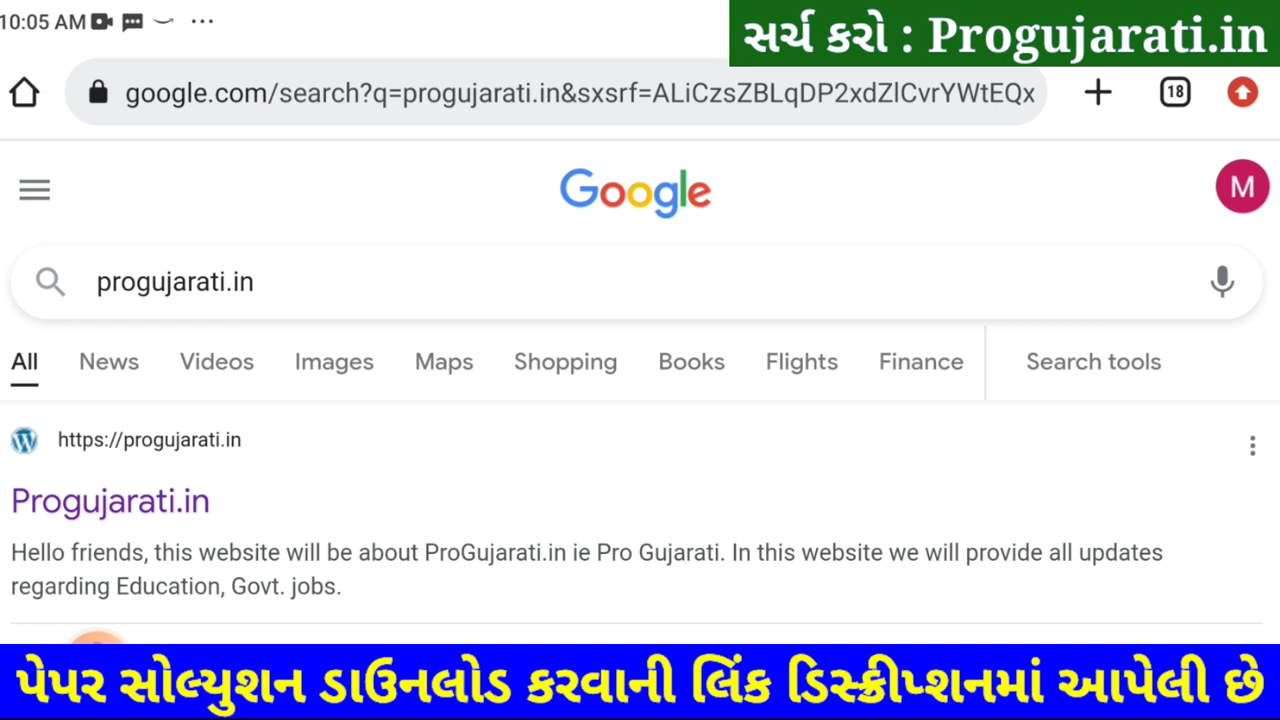 10:05 AM
સર્ચ કરો : Progujarati.in
google.com/search?q=progujarati.in&sxsrf=ALiCzsZBLqDP2xdZlCvrYWtEQx
18
Google
M
progujarati.in
All News Videos Images Maps Shopping Books Flights Finance Search tools
https://progujarati.in
Progujarati.in
Hello friends, this website will be about ProGujarati.in ie Pro Gujarati. In this website we will provide all updates
regarding Education, Govt. jobs.
પેપર સોલ્યુશન ડાઉનલોડ કરવાની લિંક ડિસ્ક્રીપ્શનમાં આપેલી છે